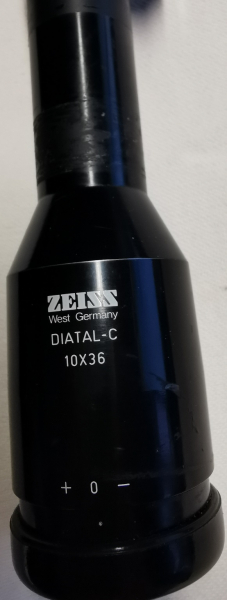 ZEISS
West Germany
DIATAL-C
10X36
+ 0 −